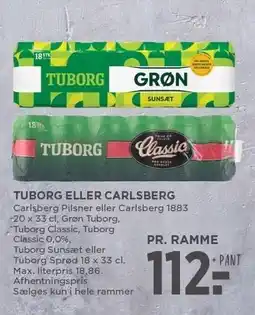 18 STK
TUBORG
GRØN
SUNSÆT
18 STK
TUBORG
Classic
TUBORG ELLER CARLSBERG
Carlsberg Pilsner eller Carlsberg 1883
20 x 33 cl, Grøn Tuborg,
Tuborg Classic, Tuborg
Classic 0,0%,
Tuborg Sunsæt eller
Tuborg Sprød 18 x 33 cl.
Max. literpris 18,86.
Afhentningspris
Sælges kun i hele rammer
PR. RAMME
112.-
+ PANT